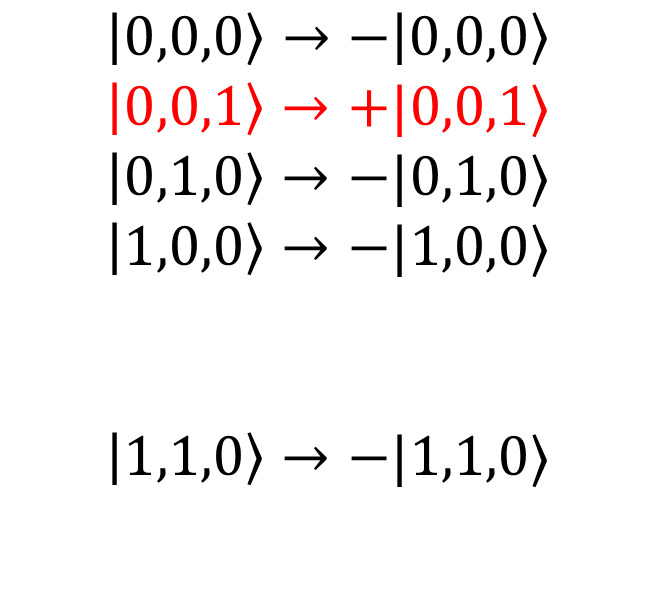 |0,0,0⟩ → −|0,0,0⟩
|0,0,1⟩ → +|0,0,1⟩
|0,1,0⟩ → −|0,1,0⟩
|1,0,0⟩ → −|1,0,0⟩
|1,1,0⟩ → −|1,1,0⟩